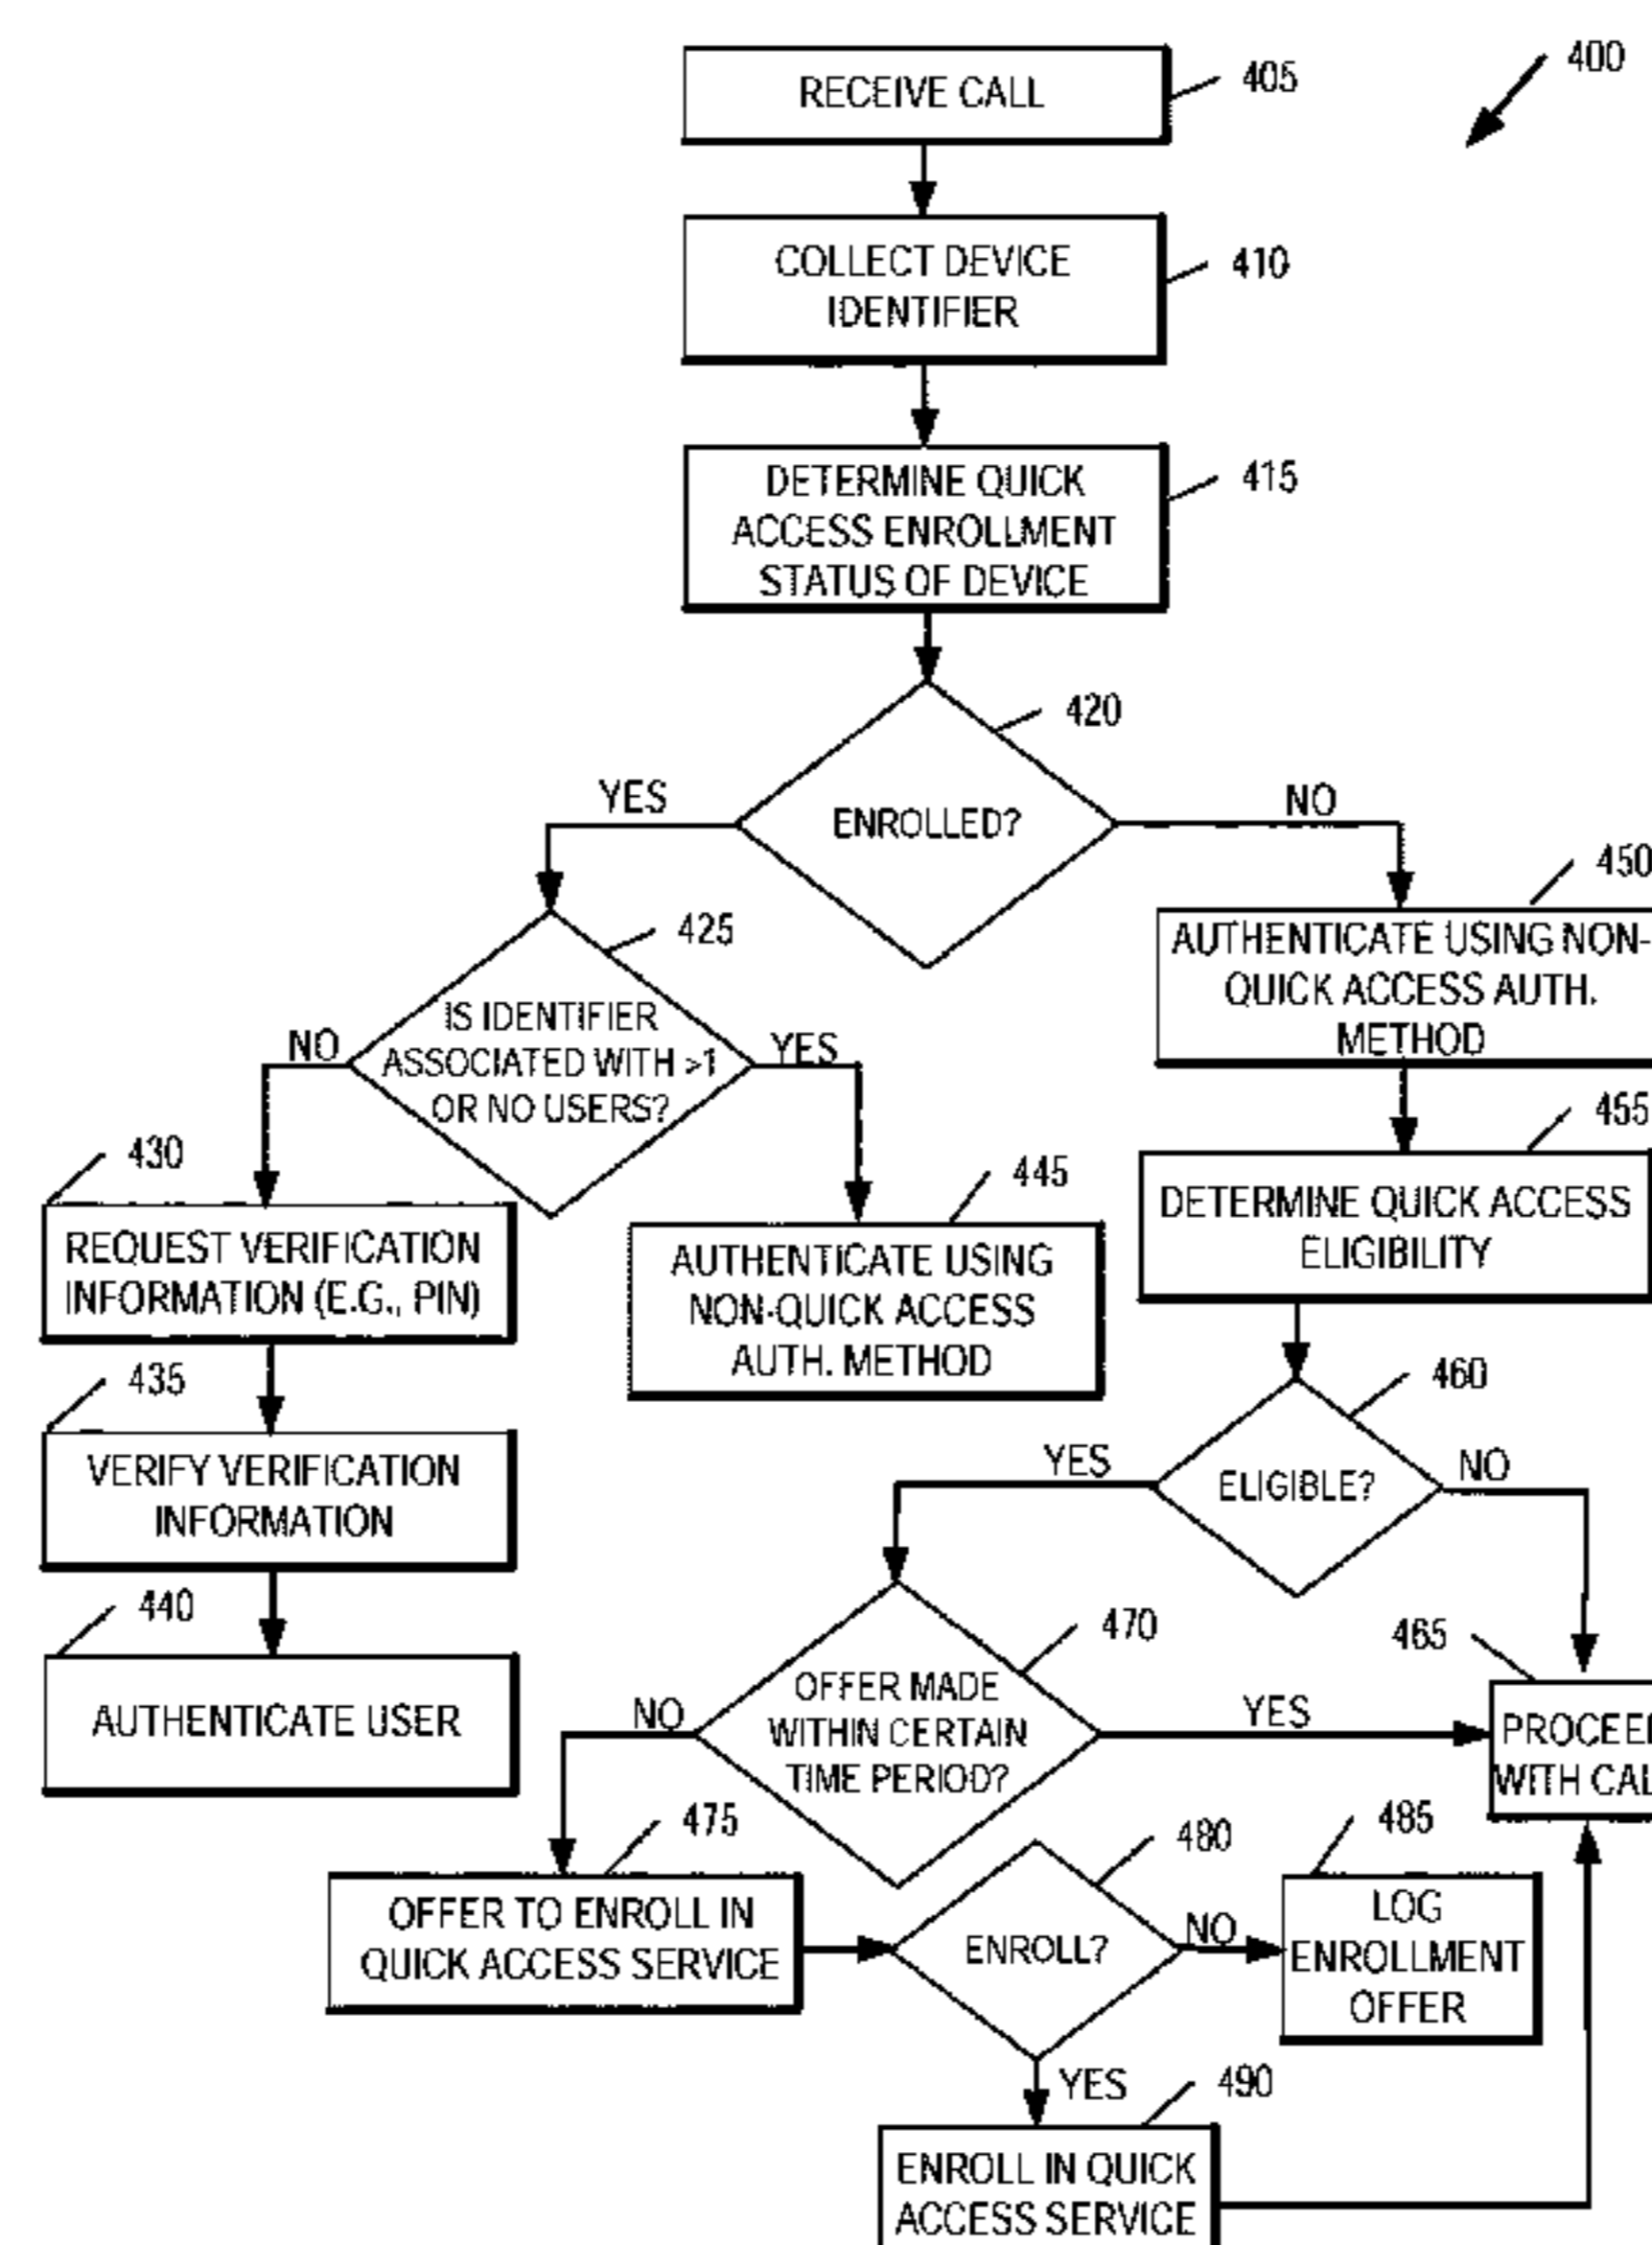 400
RECEIVE CALL
405
COLLECT DEVICE
IDENTIFIER
410
DETERMINE QUICK
ACCESS ENROLLMENT
STATUS OF DEVICE
415
420
ENROLLED?
YES
NO
425
IS IDENTIFIER
ASSOCIATED WITH >1
OR NO USERS?
NO
YES
450
AUTHENTICATE USING NON-
QUICK ACCESS AUTH.
METHOD
430
REQUEST VERIFICATION
INFORMATION (E.G., PIN)
445
AUTHENTICATE USING
NON-QUICK ACCESS
AUTH. METHOD
455
DETERMINE QUICK ACCESS
ELIGIBILITY
435
VERIFY VERIFICATION
INFORMATION
460
ELIGIBLE?
YES
NO
440
AUTHENTICATE USER
470
OFFER MADE
WITHIN CERTAIN
TIME PERIOD?
NO
YES
465
PROCEE
WITH CAL
475
OFFER TO ENROLL IN
QUICK ACCESS SERVICE
480
ENROLL?
NO
485
LOG
ENROLLMENT
OFFER
YES
490
ENROLL IN QUICK
ACCESS SERVICE